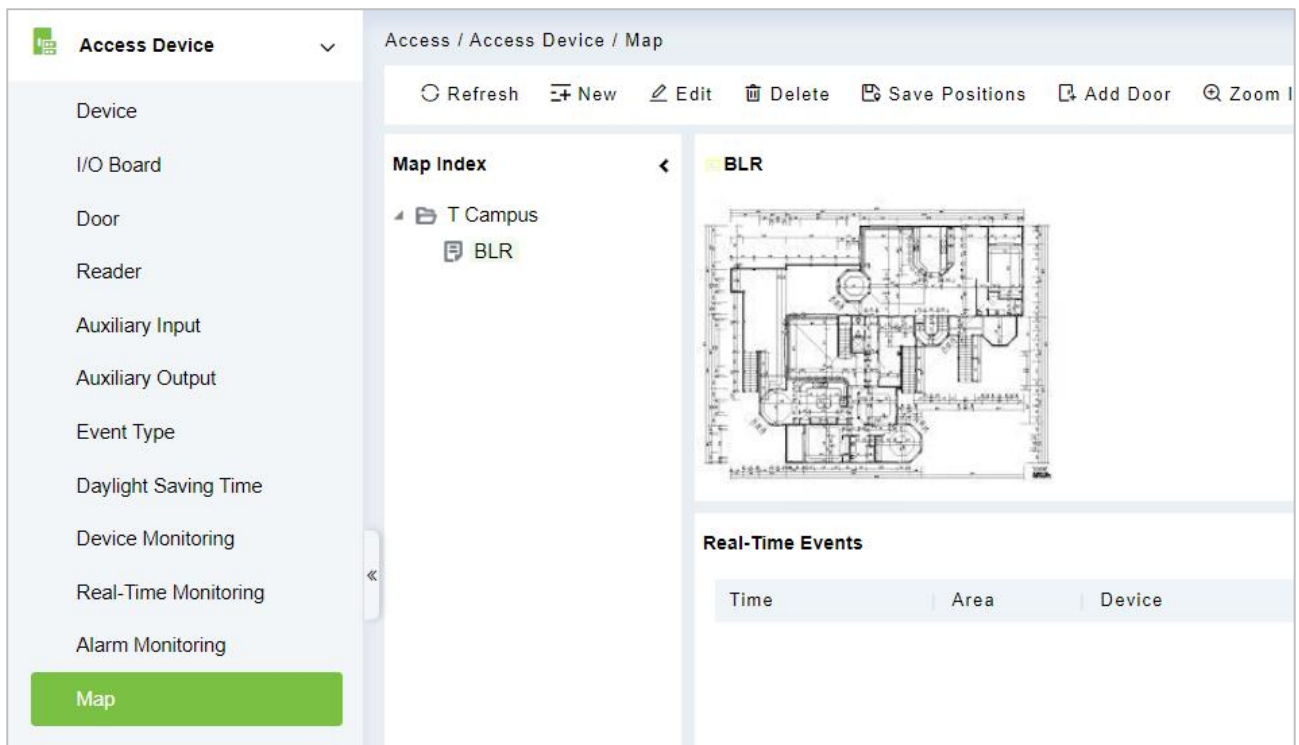 Access Device
Device
I/O Board
Door
Reader
Auxiliary Input
Auxiliary Output
Event Type
Daylight Saving Time
Device Monitoring
Real-Time Monitoring
Alarm Monitoring
Map
Access / Access Device / Map
Refresh New Edit Delete Save Positions Add Door Zoom I
Map Index
T Campus
BLR
BLR
Real-Time Events
Time Area Device